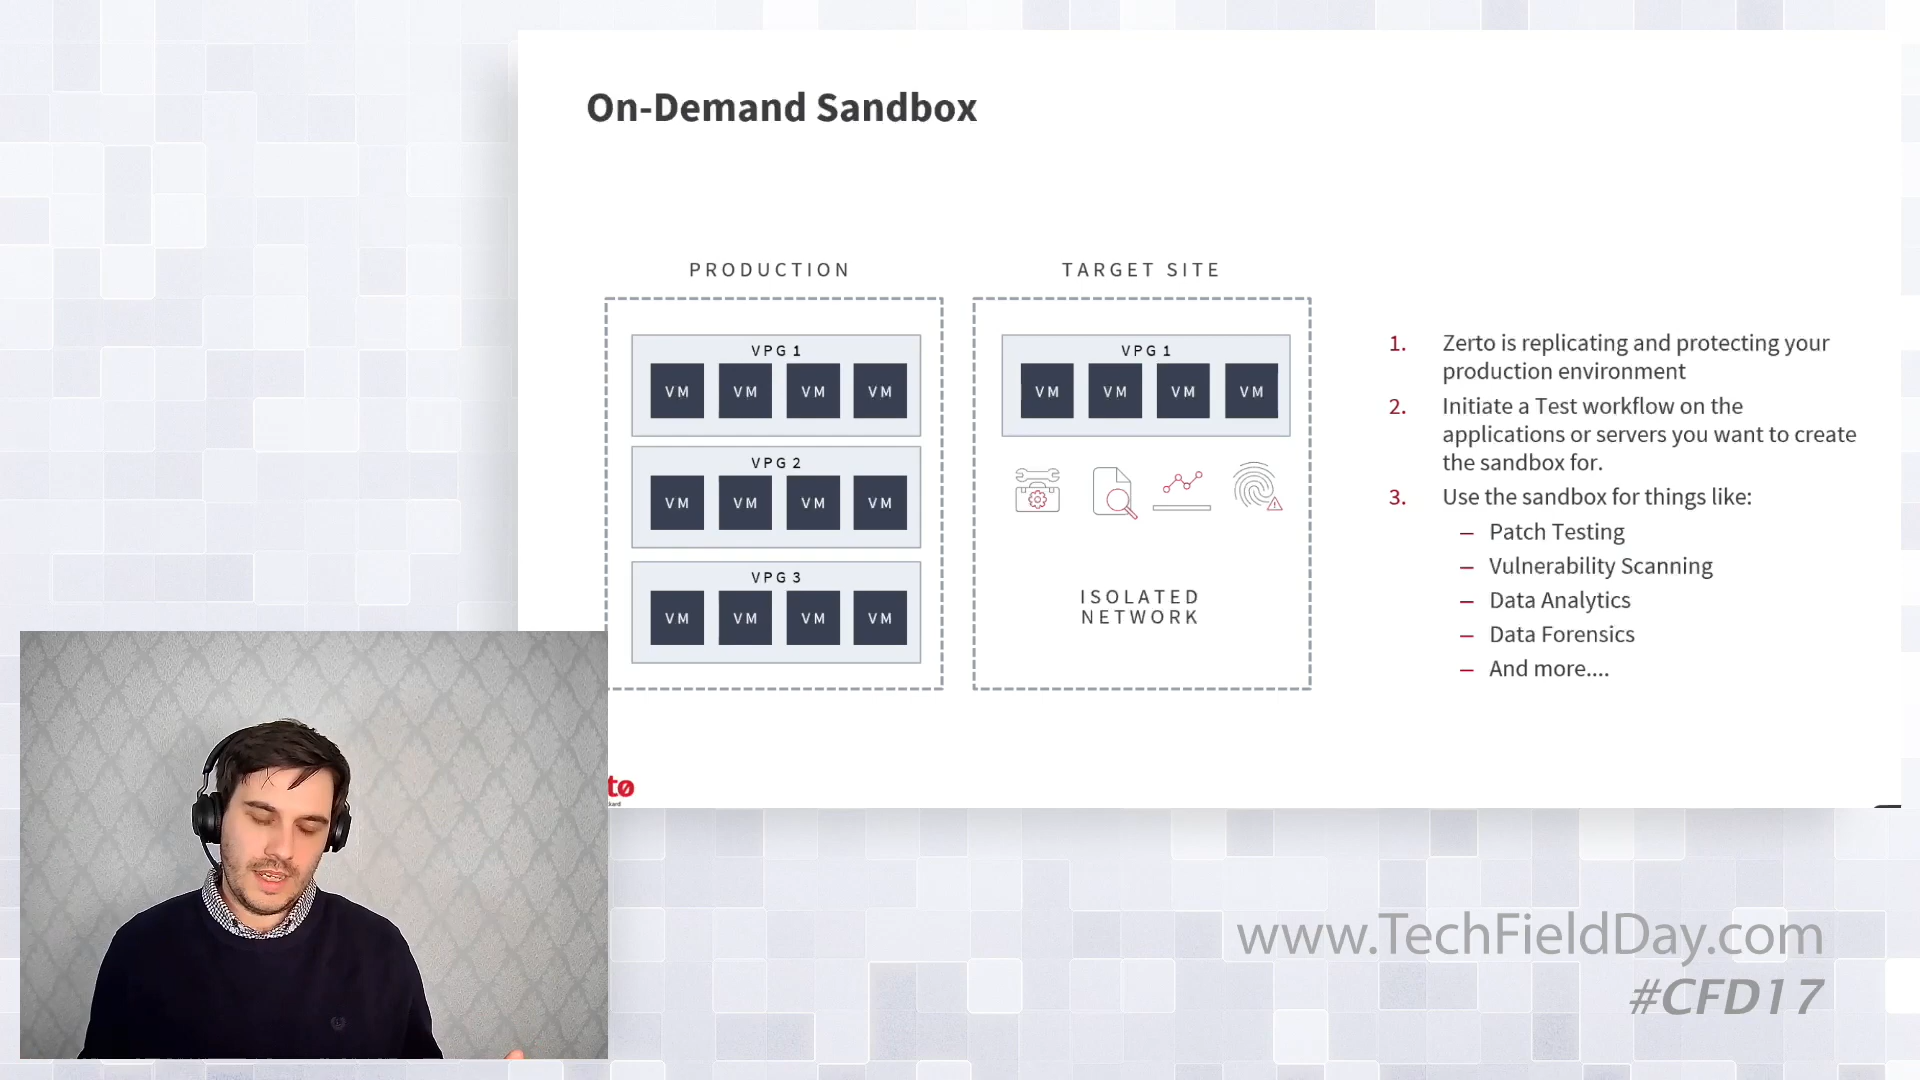 On-Demand Sandbox
PRODUCTION
TARGET SITE
VPG 1
VM VM VM VM
VPG 2
VM VM VM VM
VPG 3
VM VM VM VM
VPG 1
VM VM VM VM
ISOLATED
NETWORK
1. Zerto is replicating and protecting your
production environment
2. Initiate a Test workflow on the
applications or servers you want to create
the sandbox for.
3. Use the sandbox for things like:
– Patch Testing
– Vulnerability Scanning
– Data Analytics
– Data Forensics
– And more....
tø
www.TechFieldDay.com
#CFD17